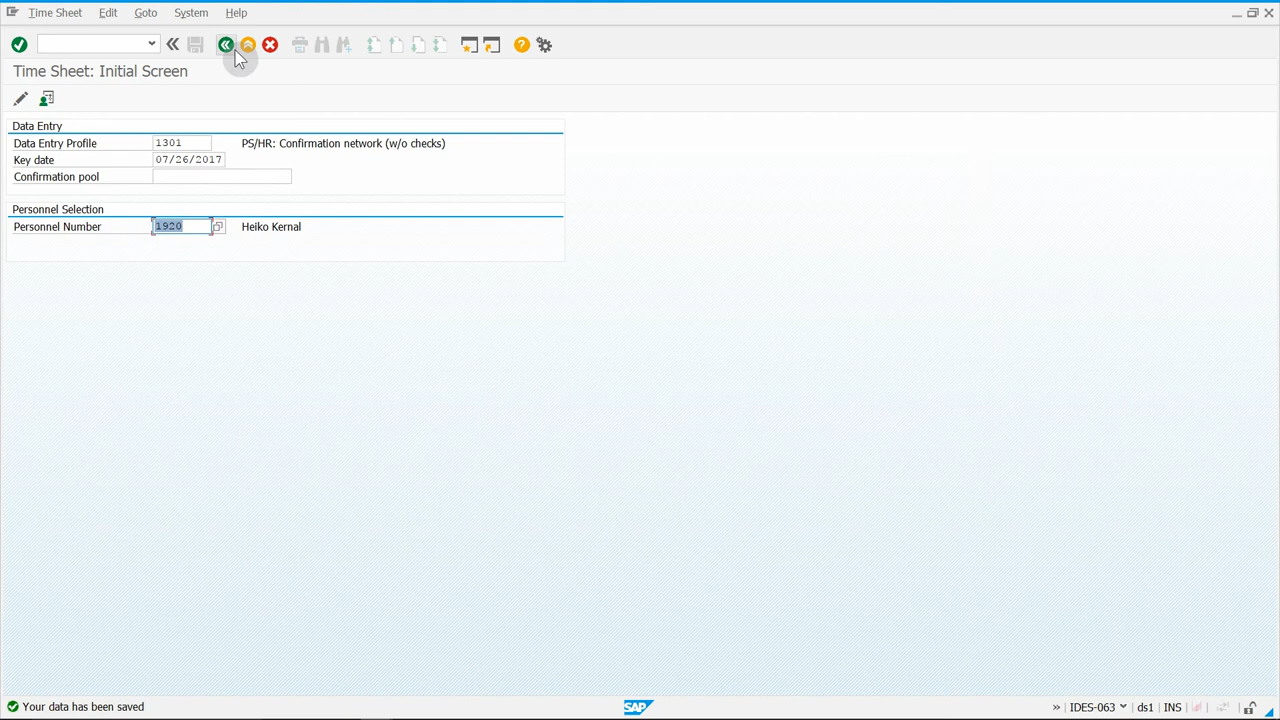 Time Sheet Edit Goto System Help
Time Sheet: Initial Screen
Data Entry
Data Entry Profile 1301 PS/HR: Confirmation network (w/o checks)
Key date 07/26/2017
Confirmation pool
Personnel Selection
Personnel Number 1920 Heiko Kernal
Your data has been saved SAP » IDES-063 ds1 INS